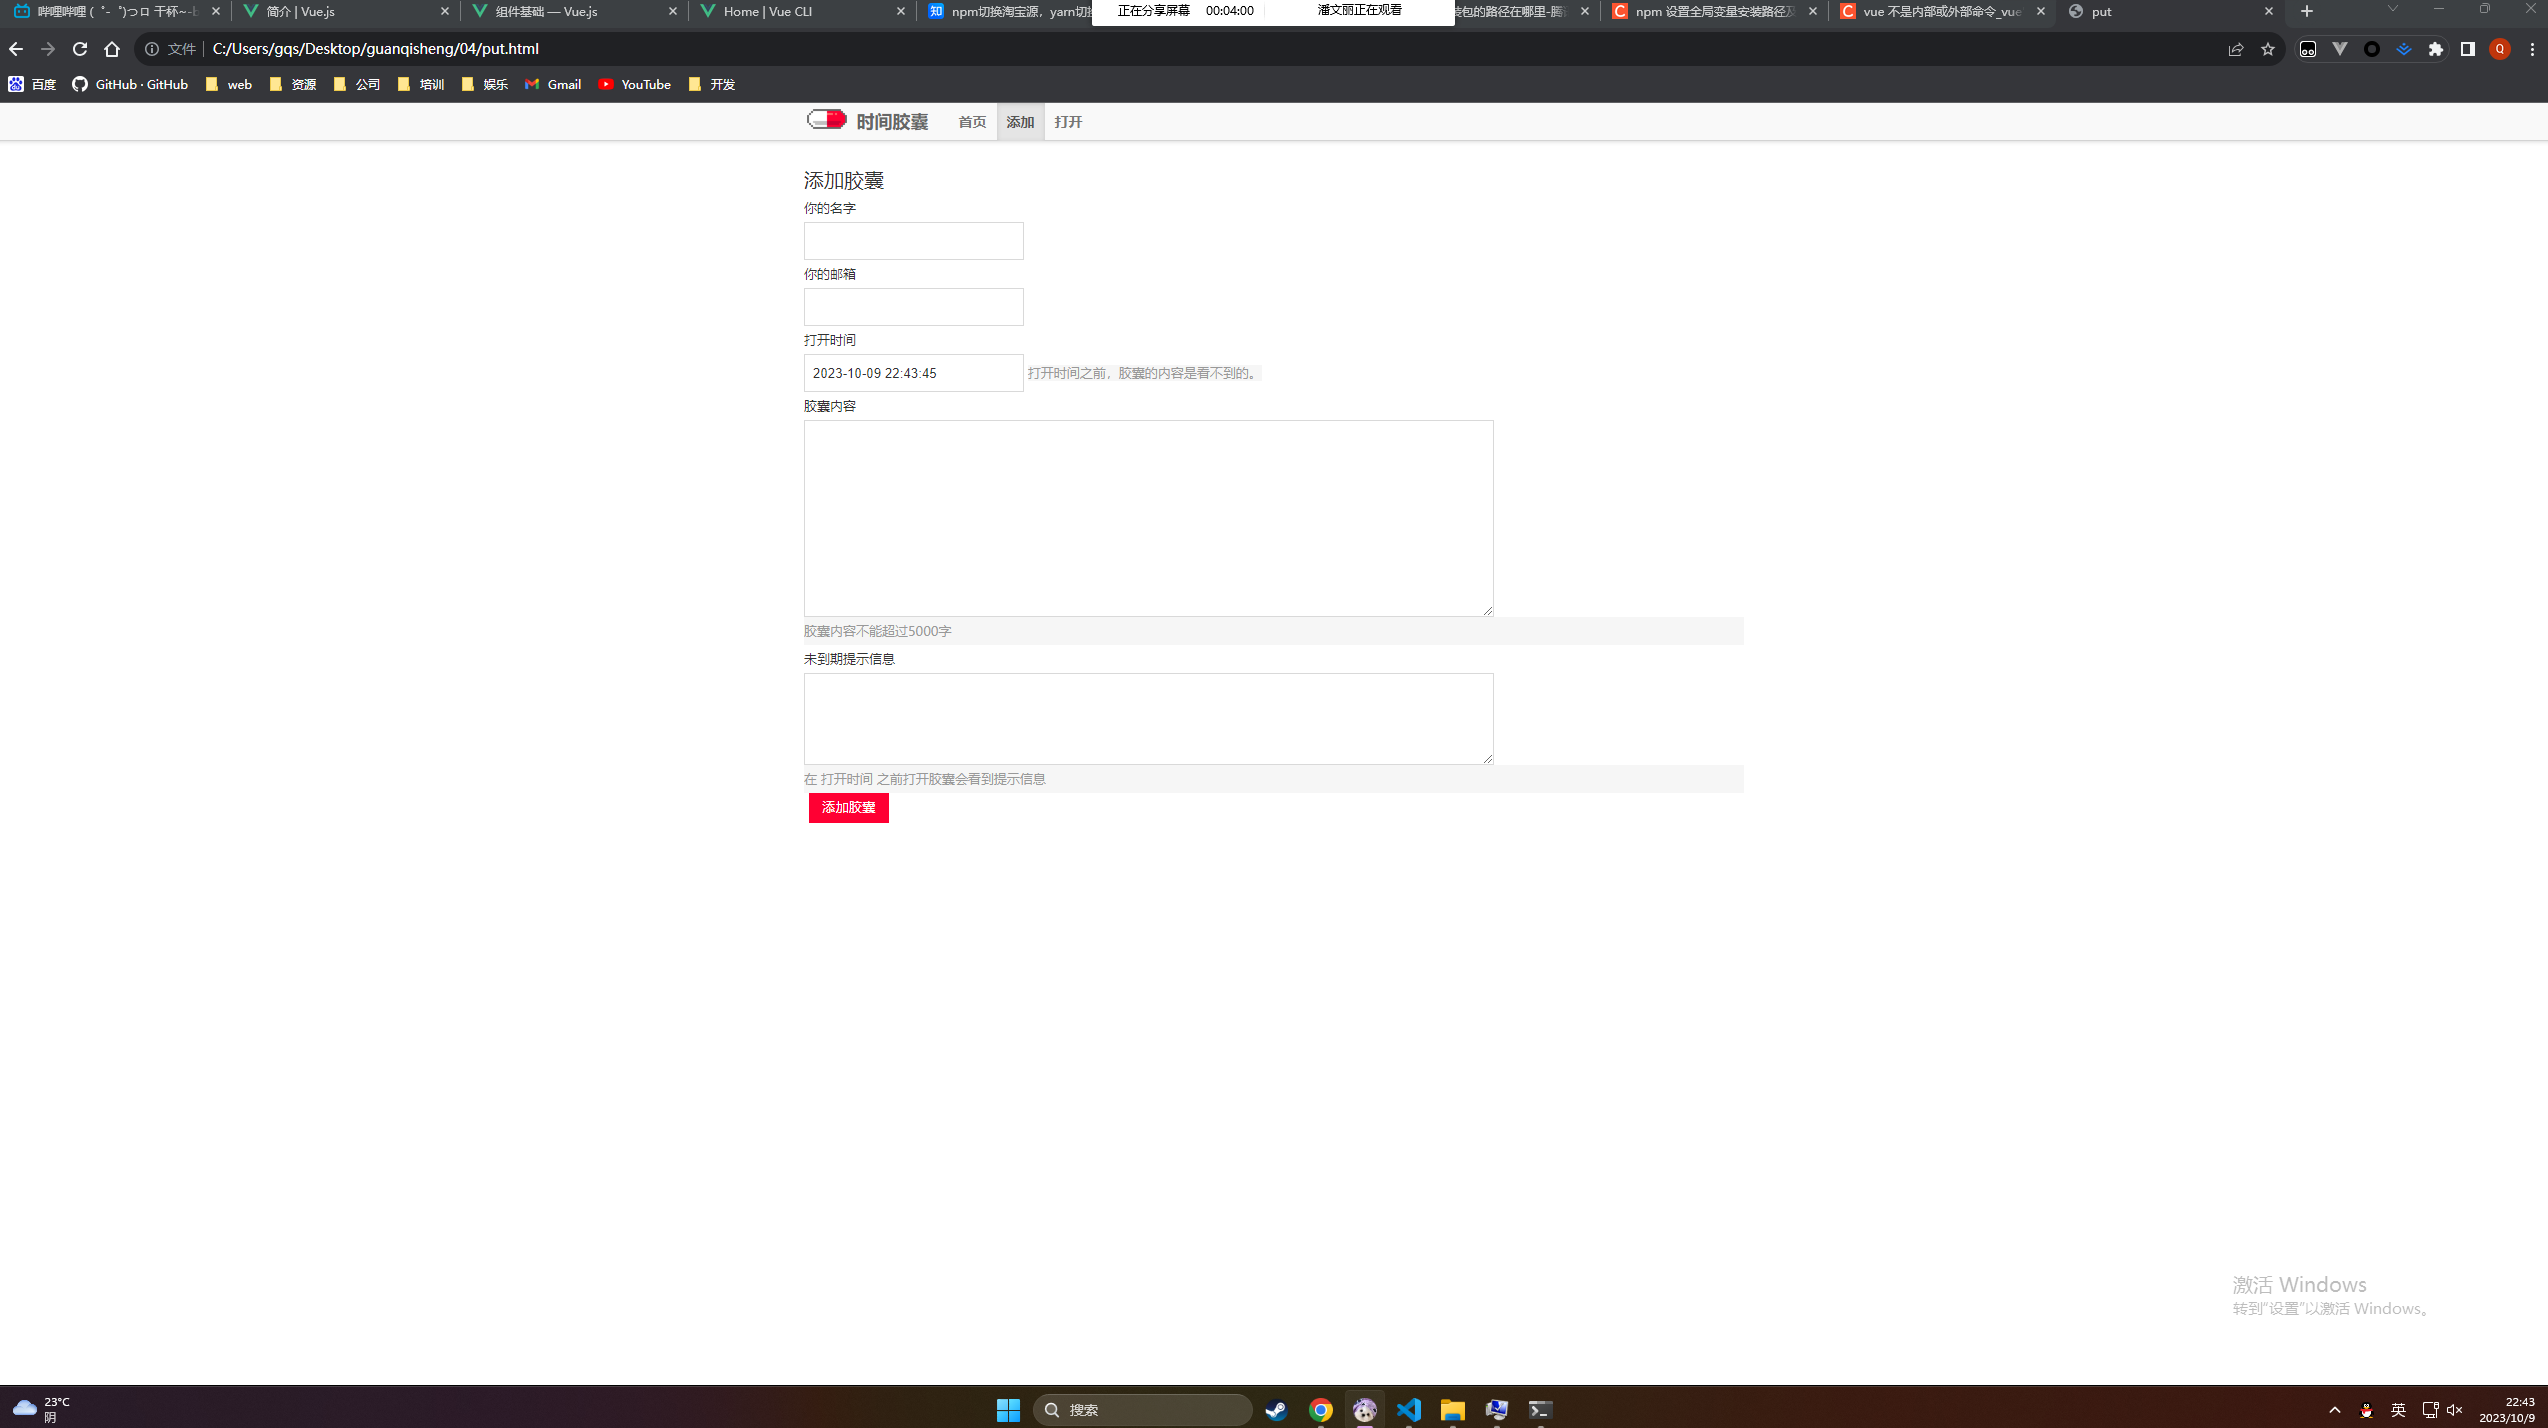 哔哩哔哩 (゜-゜)つロ 干杯~-b
简介 | Vue.js
组件基础 — Vue.js
Home | Vue CLI
npm切换淘宝源，yarn切换
正在分享屏幕 00:04:00 潘文丽正在观看
装包的路径在哪里-腾
npm 设置全局变量安装路径及
vue 不是内部或外部命令_vue
put
文件 C:/Users/gqs/Desktop/guanqisheng/04/put.html
Q
百度 GitHub · GitHub web 资源 公司 培训 娱乐 Gmail YouTube 开发
时间胶囊 首页 添加 打开
添加胶囊
你的名字
你的邮箱
打开时间
2023-10-09 22:43:45 打开时间之前，胶囊的内容是看不到的。
胶囊内容
胶囊内容不能超过5000字
未到期提示信息
在 打开时间 之前打开胶囊会看到提示信息
添加胶囊
激活 Windows
转到"设置"以激活 Windows。
23°C
阴
搜索
英
22:43
2023/10/9